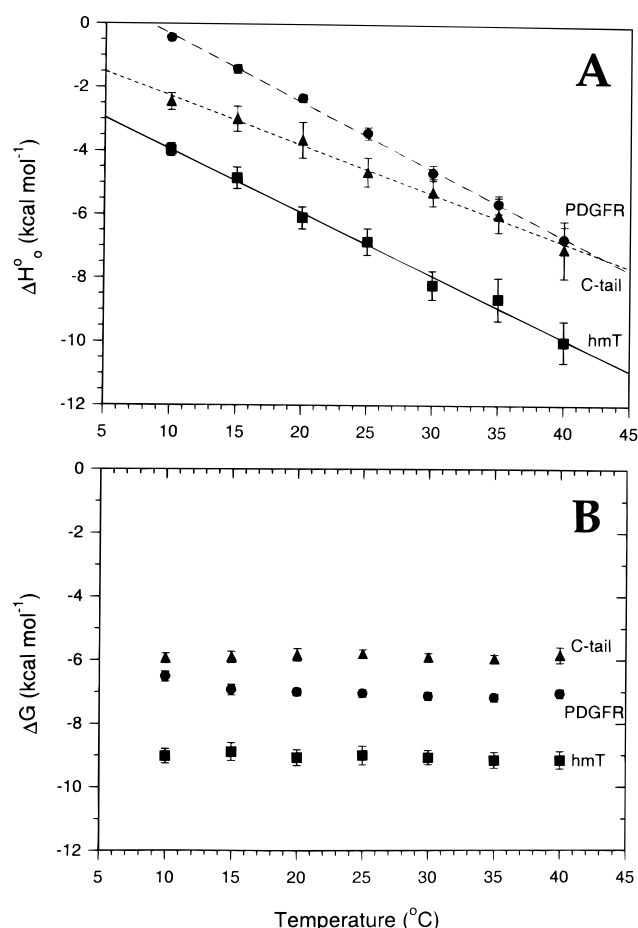 A
ΔH°o (kcal mol-1)
0
-2
-4
-6
-8
-10
-12
PDGFR
C-tail
hmT
5 10 15 20 25 30 35 40 45
B
ΔG (kcal mol-1)
0
-2
-4
-6
-8
-10
-12
C-tail
PDGFR
hmT
5 10 15 20 25 30 35 40 45
Temperature (oC)